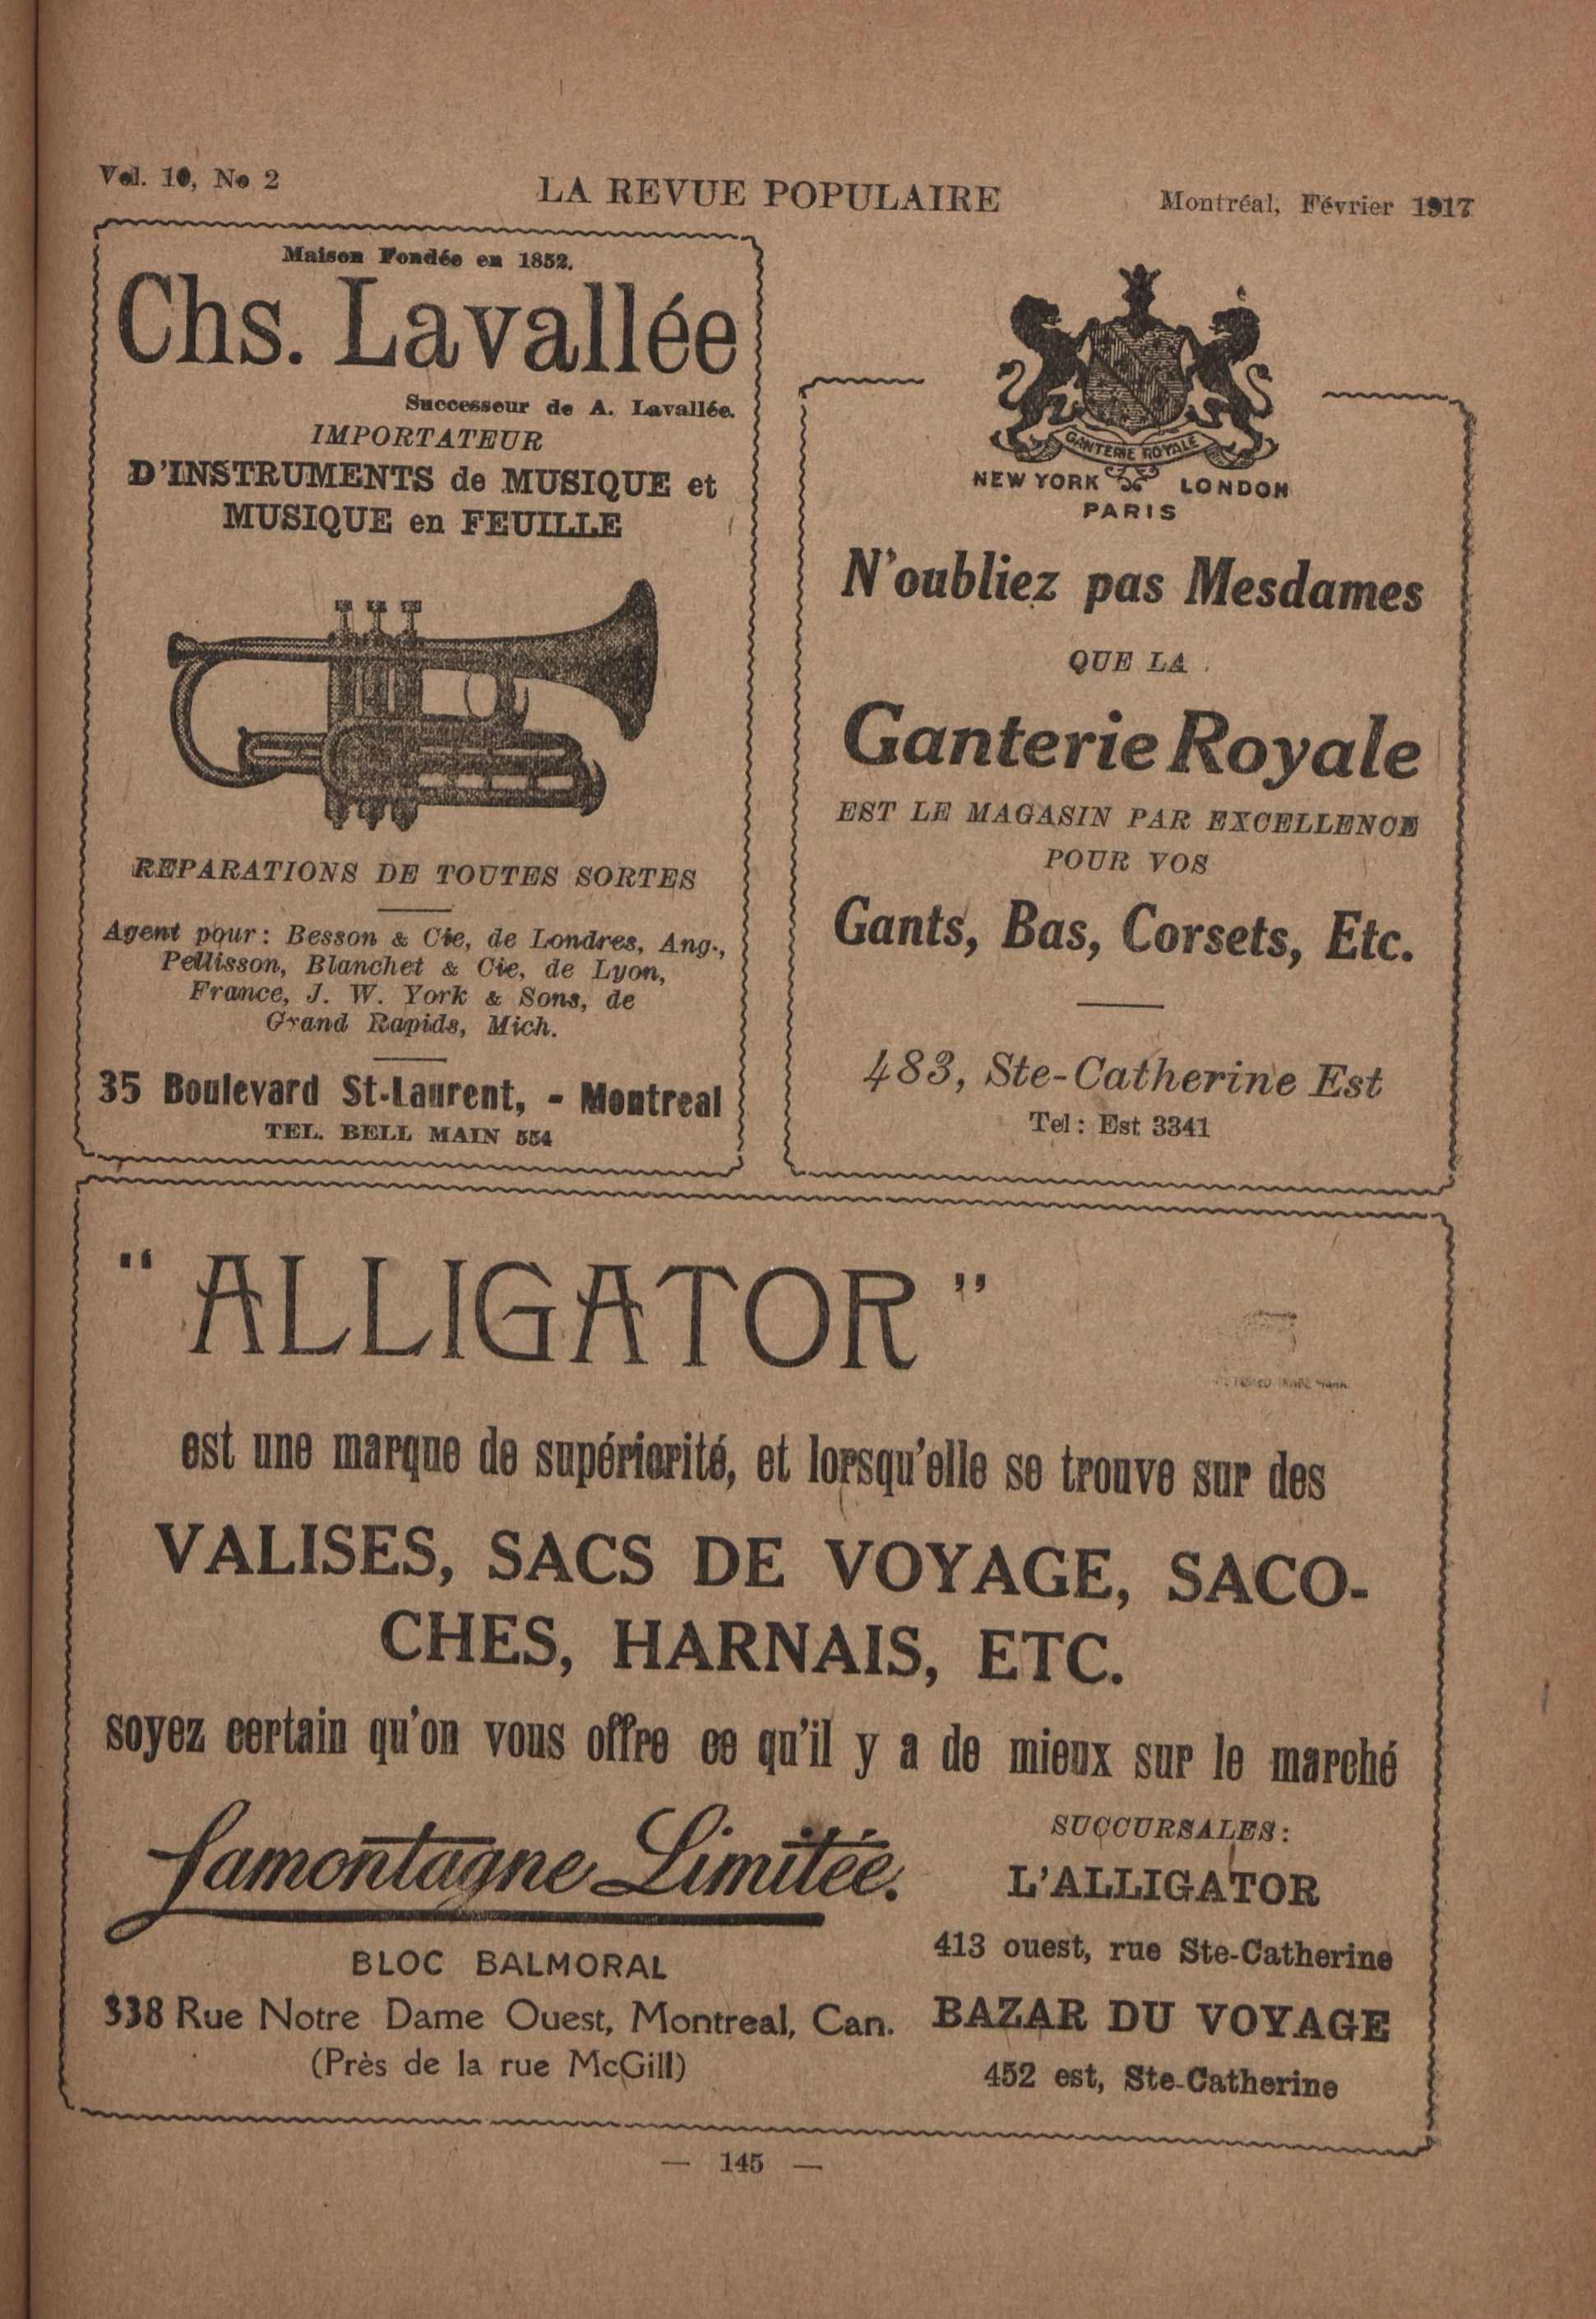 Vol. 10, No 2
LA REVUE POPULAIRE
Montréal, Février 1917
Maison Fondée en 1852.
Chs. Lavallée
Successeur de A. Lavallée.
IMPORTATEUR
D'INSTRUMENTS de MUSIQUE et
MUSIQUE en FEUILLE
REPARATIONS DE TOUTES SORTES
Agent pour: Besson & Cie, de Londres, Ang.,
Pellisson, Blanchet & Cie, de Lyon,
France, J. W. York & Sons, de
Grand Rapids, Mich.
35 Boulevard St-Laurent, - Montreal
TEL. BELL MAIN 554
GANTERIE ROYALE
NEW YORK LONDON
PARIS
N'oubliez pas Mesdames
QUE LA
Ganterie Royale
EST LE MAGASIN PAR EXCELLENCE
POUR VOS
Gants, Bas, Corsets, Etc.
483, Ste-Catherine Est
Tel: Est 3341
"ALLIGATOR"
TRADE MARK
est une marque de supériorité, et lorsqu'elle se trouve sur des
VALISES, SACS DE VOYAGE, SACO-
CHES, HARNAIS, ETC.
soyez certain qu'on vous offre ce qu'il y a de mieux sur le marché
Lamontagne Limitée.
BLOC BALMORAL
338 Rue Notre Dame Ouest, Montreal, Can.
(Près de la rue McGill)
SUCCURSALES:
L'ALLIGATOR
413 ouest, rue Ste-Catherine
BAZAR DU VOYAGE
452 est, Ste-Catherine
— 145 —